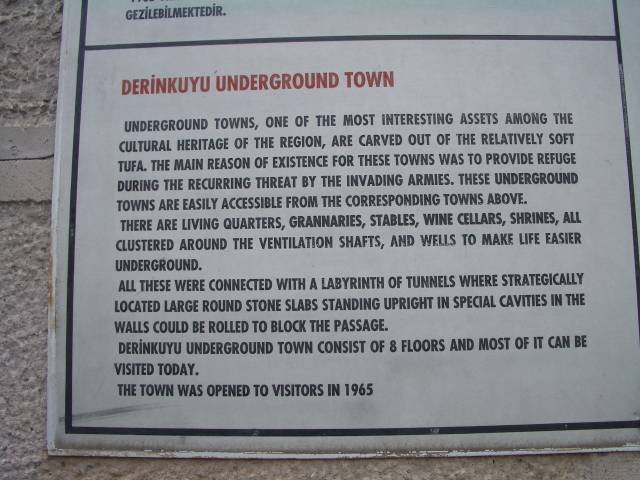 GEZİLEBİLMEKTEDİR.
DERİNKUYU UNDERGROUND TOWN
UNDERGROUND TOWNS, ONE OF THE MOST INTERESTING ASSETS AMONG THE
CULTURAL HERITAGE OF THE REGION, ARE CARVED OUT OF THE RELATIVELY SOFT
TUFA. THE MAIN REASON OF EXISTENCE FOR THESE TOWNS WAS TO PROVIDE REFUGE
DURING THE RECURRING THREAT BY THE INVADING ARMIES. THESE UNDERGROUND
TOWNS ARE EASILY ACCESSIBLE FROM THE CORRESPONDING TOWNS ABOVE.
THERE ARE LIVING QUARTERS, GRANNARIES, STABLES, WINE CELLARS, SHRINES, ALL
CLUSTERED AROUND THE VENTILATION SHAFTS, AND WELLS TO MAKE LIFE EASIER
UNDERGROUND.
ALL THESE WERE CONNECTED WITH A LABYRINTH OF TUNNELS WHERE STRATEGICALLY
LOCATED LARGE ROUND STONE SLABS STANDING UPRIGHT IN SPECIAL CAVITIES IN THE
WALLS COULD BE ROLLED TO BLOCK THE PASSAGE.
DERİNKUYU UNDERGROUND TOWN CONSIST OF 8 FLOORS AND MOST OF IT CAN BE
VISITED TODAY.
THE TOWN WAS OPENED TO VISITORS IN 1965